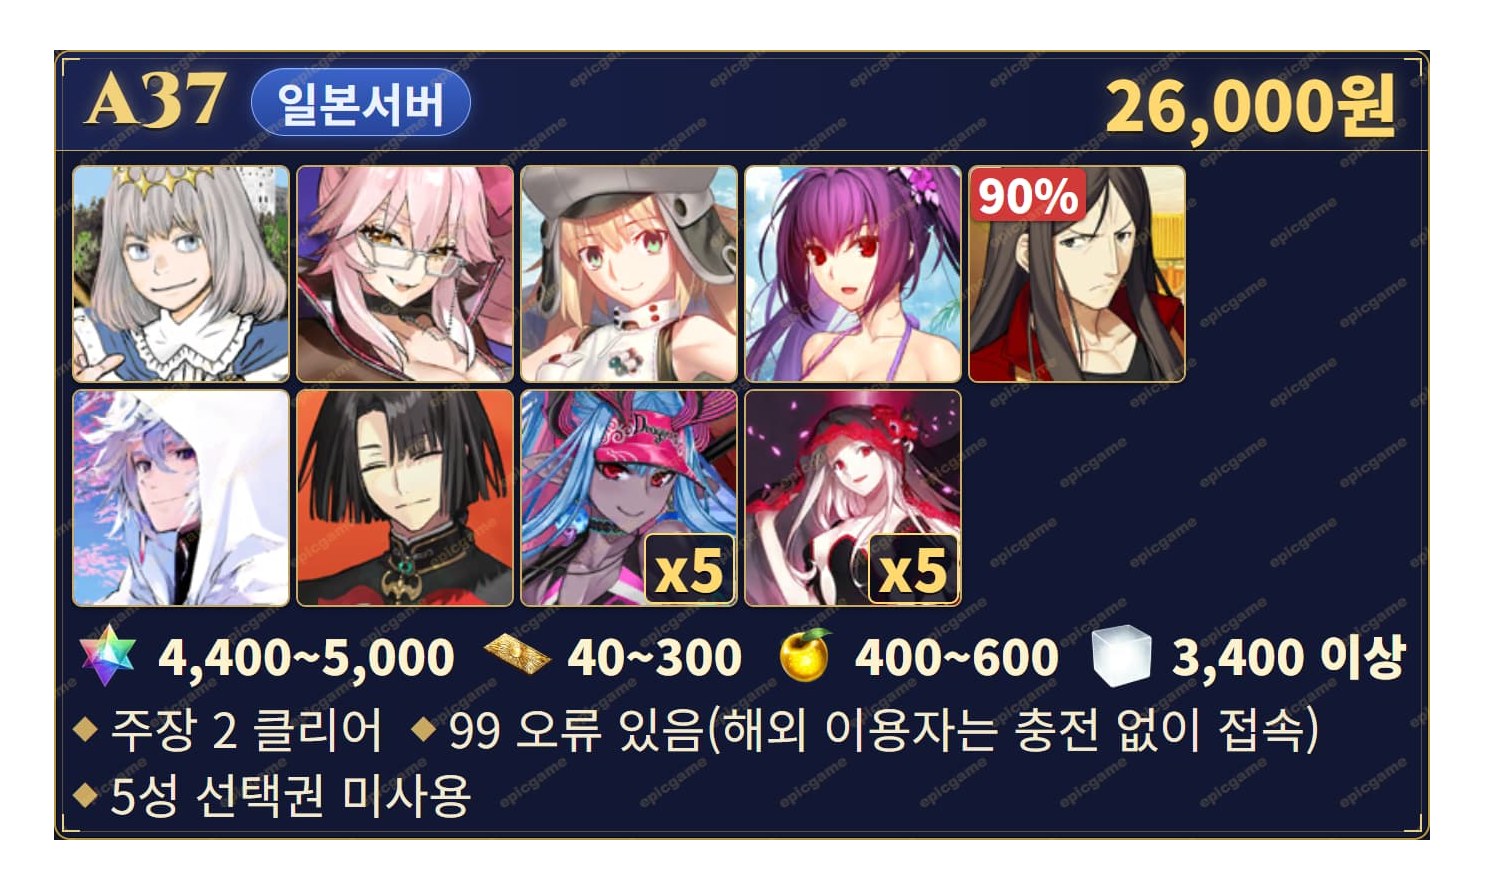 A37 일본서버 26,000원
90%
x5 x5
4,400~5,000 40~300 400~600 3,400 이상
◆ 주장 2 클리어 ◆ 99 오류 있음(해외 이용자는 충전 없이 접속)
◆ 5성 선택권 미사용
epicgame